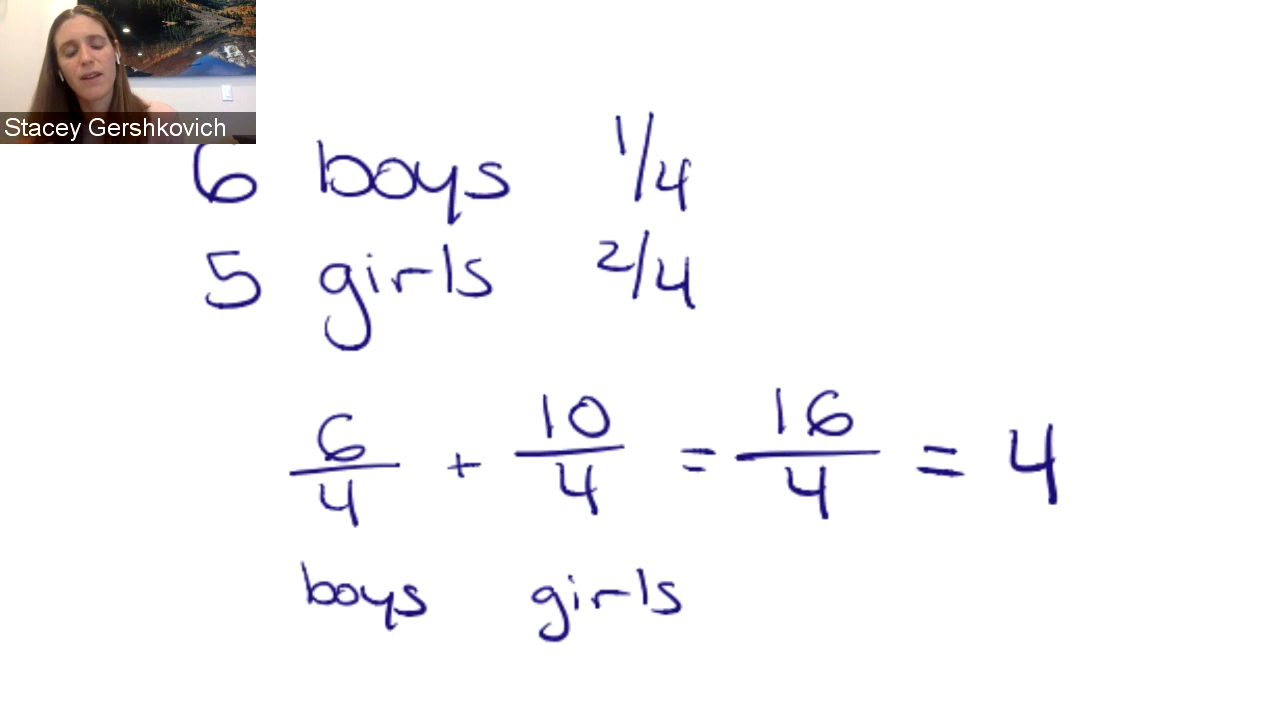 Stacey Gershkovich
6 boys 1/4
5 girls 2/4
6/4 + 10/4 = 16/4 = 4
boys girls